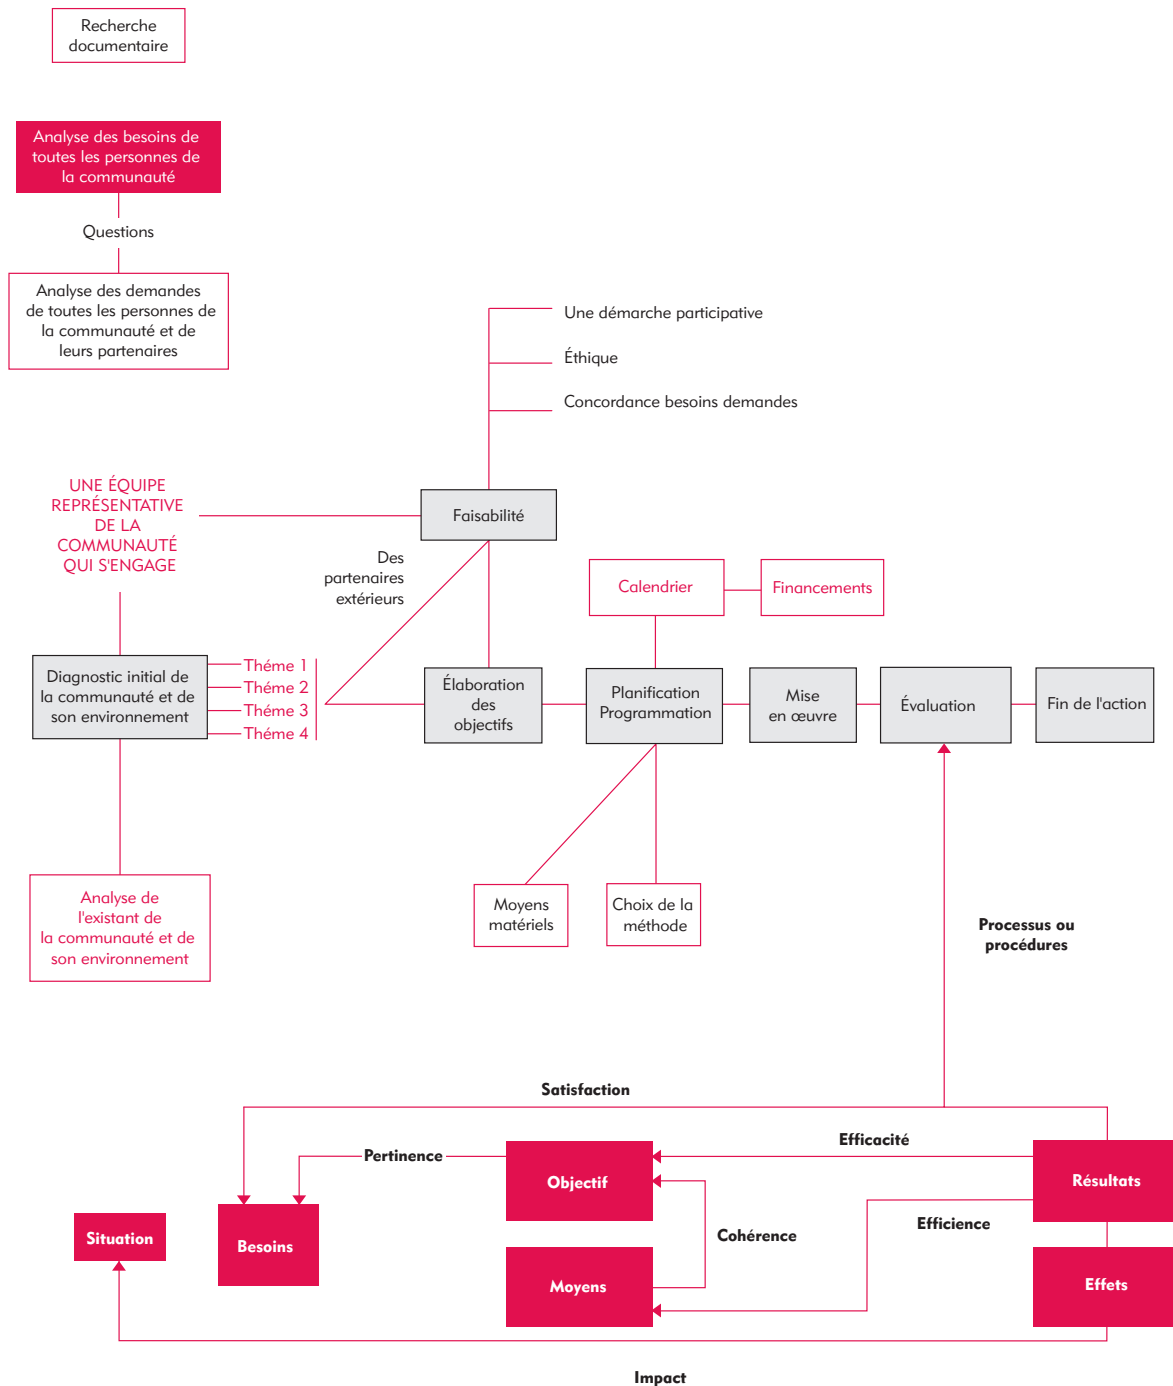 Recherche
documentaire
Analyse des besoins de
toutes les personnes de
la communauté
Questions
Analyse des demandes
de toutes les personnes de
la communauté et de
leurs partenaires
Une démarche participative
Éthique
Concordance besoins demandes
UNE ÉQUIPE
REPRÉSENTATIVE
DE LA
COMMUNAUTÉ
QUI S'ENGAGE
Faisabilité
Des
partenaires
extérieurs
Calendrier
Financements
Diagnostic initial de
la communauté et de
son environnement
Théme 1
Théme 2
Théme 3
Théme 4
Élaboration
des
objectifs
Planification
Programmation
Mise
en œuvre
Évaluation
Fin de l'action
Analyse de
l'existant de
la communauté et de
son environnement
Moyens
matériels
Choix de la
méthode
Processus ou
procédures
Satisfaction
Pertinence
Objectif
Efficacité
Résultats
Situation
Besoins
Cohérence
Efficience
Moyens
Effets
Impact